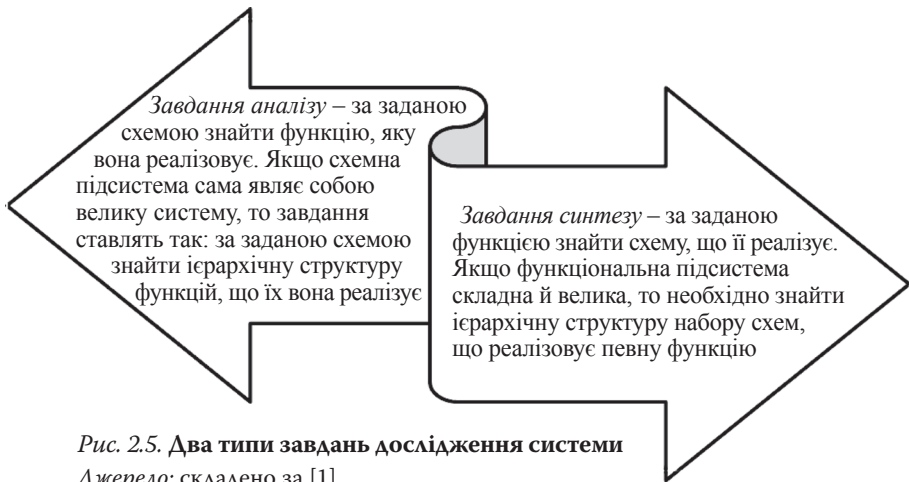 Завдання аналізу – за заданою
схемою знайти функцію, яку
вона реалізовує. Якщо схемна
підсистема сама являє собою
велику систему, то завдання
ставлять так: за заданою схемою
знайти ієрархічну структуру
функцій, що їх вона реалізує
Завдання синтезу – за заданою
функцією знайти схему, що її реалізує.
Якщо функціональна підсистема
складна й велика, то необхідно знайти
ієрархічну структуру набору схем,
що реалізовує певну функцію
Рис. 2.5. Два типи завдань дослідження системи
Джерело: складено за [1]